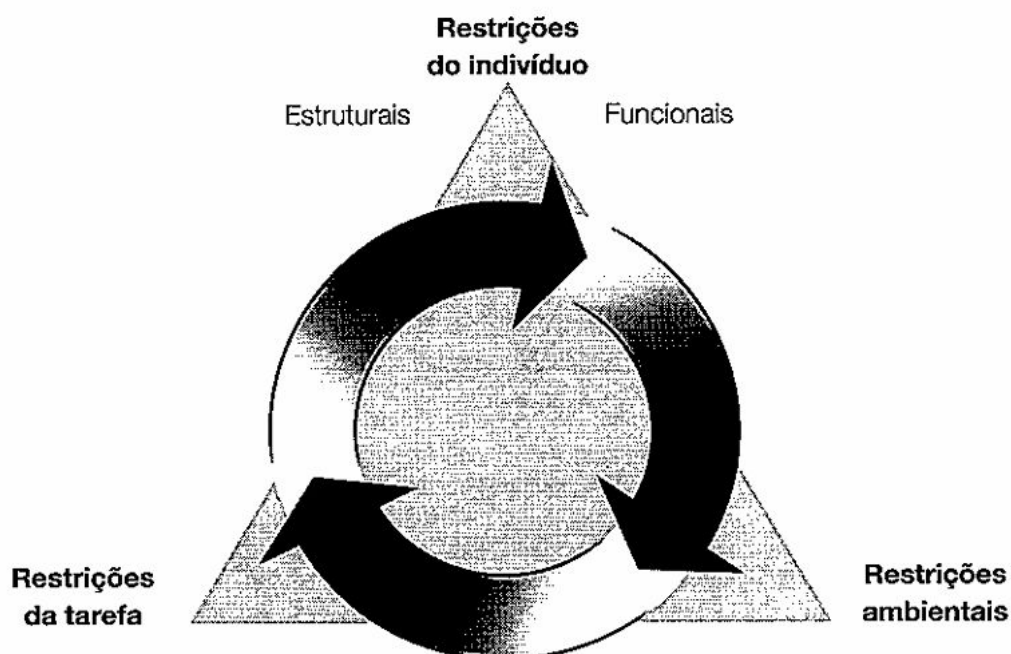 Restrições
do indivíduo
Estruturais
Funcionais
Restrições
da tarefa
Restrições
ambientais